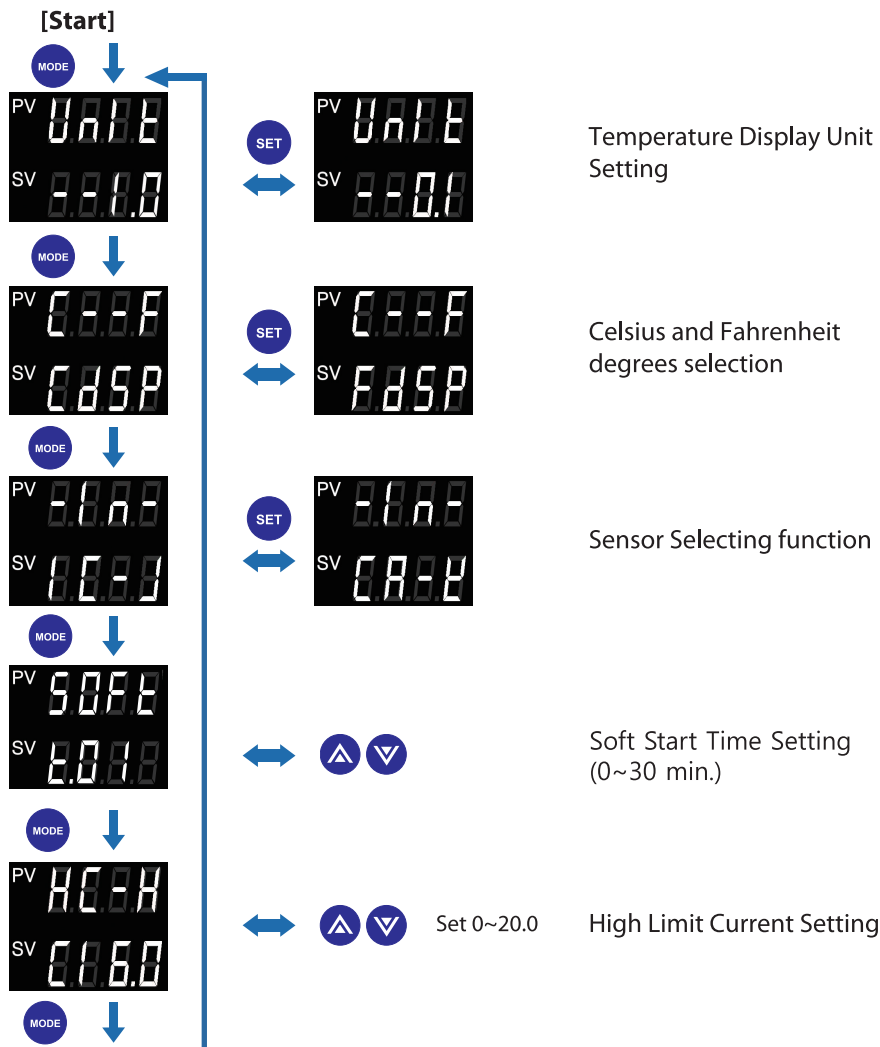 [Start]
MODE
PV UnIt
SET
PV UnIt
Temperature Display Unit
Setting
SV --1.0
SV --0.1
MODE
PV C--F
SET
PV C--F
Celsius and Fahrenheit
degrees selection
SV CdSP
SV FdSP
MODE
PV -In-
SET
PV -In-
Sensor Selecting function
SV IC-J
SV CA-K
MODE
PV SOFt
SV t.01
Soft Start Time Setting
(0~30 min.)
MODE
PV HC-H
Set 0~20.0
High Limit Current Setting
SV C16.0
MODE